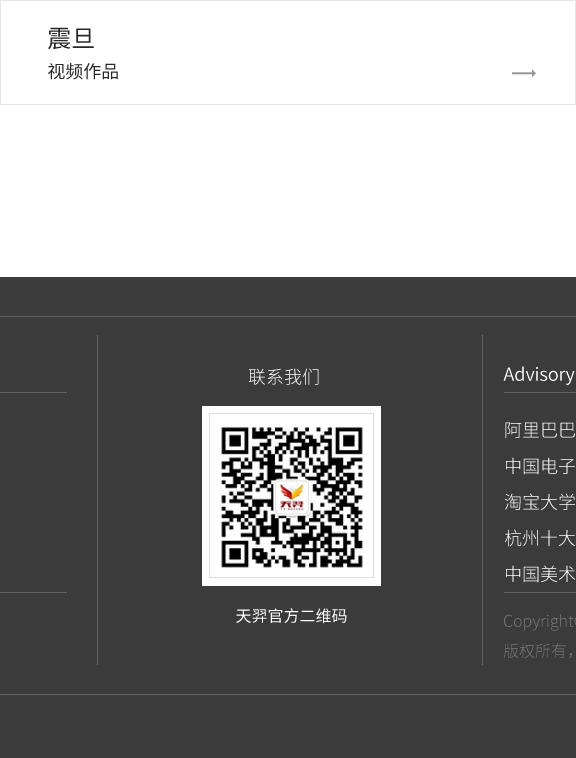 震旦
视频作品
联系我们
天羿官方二维码
Advisory
阿里巴巴
中国电子
淘宝大学
杭州十大
中国美术
Copyright©
版权所有，